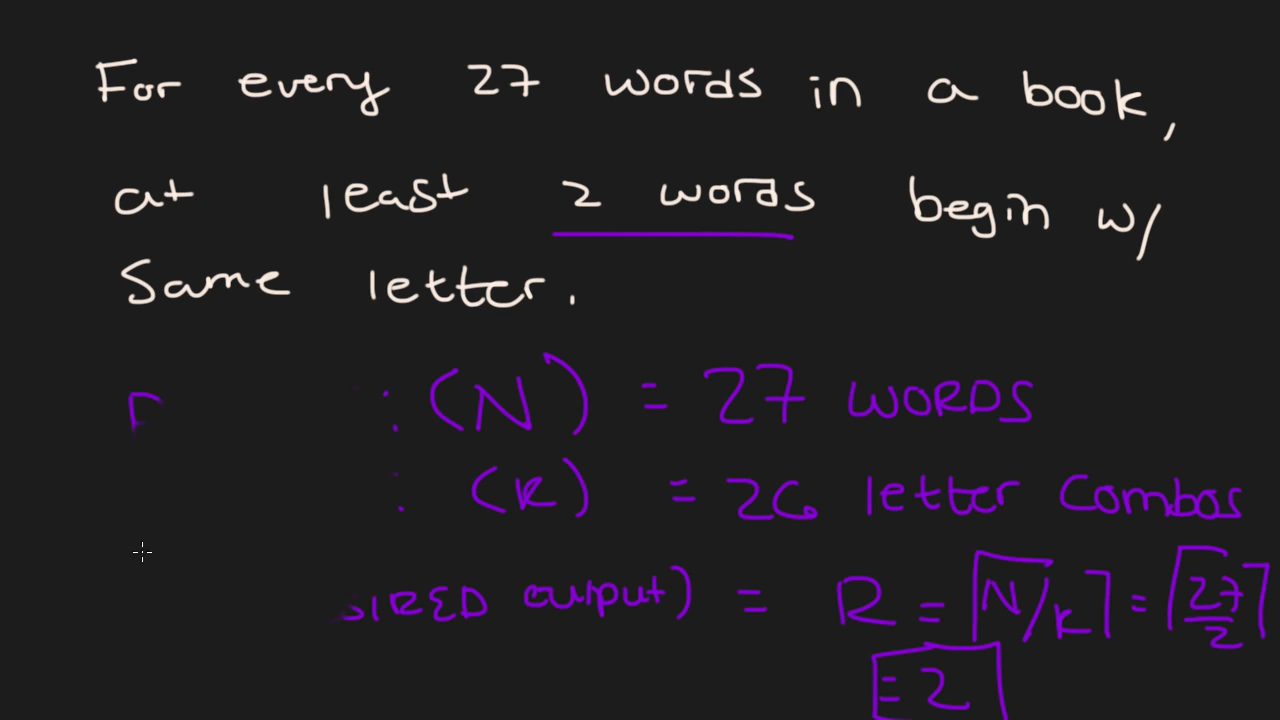 For every 27 words in a book,
at least 2 words begin w/
Same letter.
: (N) = 27 WORDS
: (K) = 26 letter Combos
SIRED output) = R = ⌈N/K⌉ = ⌈27/2⌉
= 2